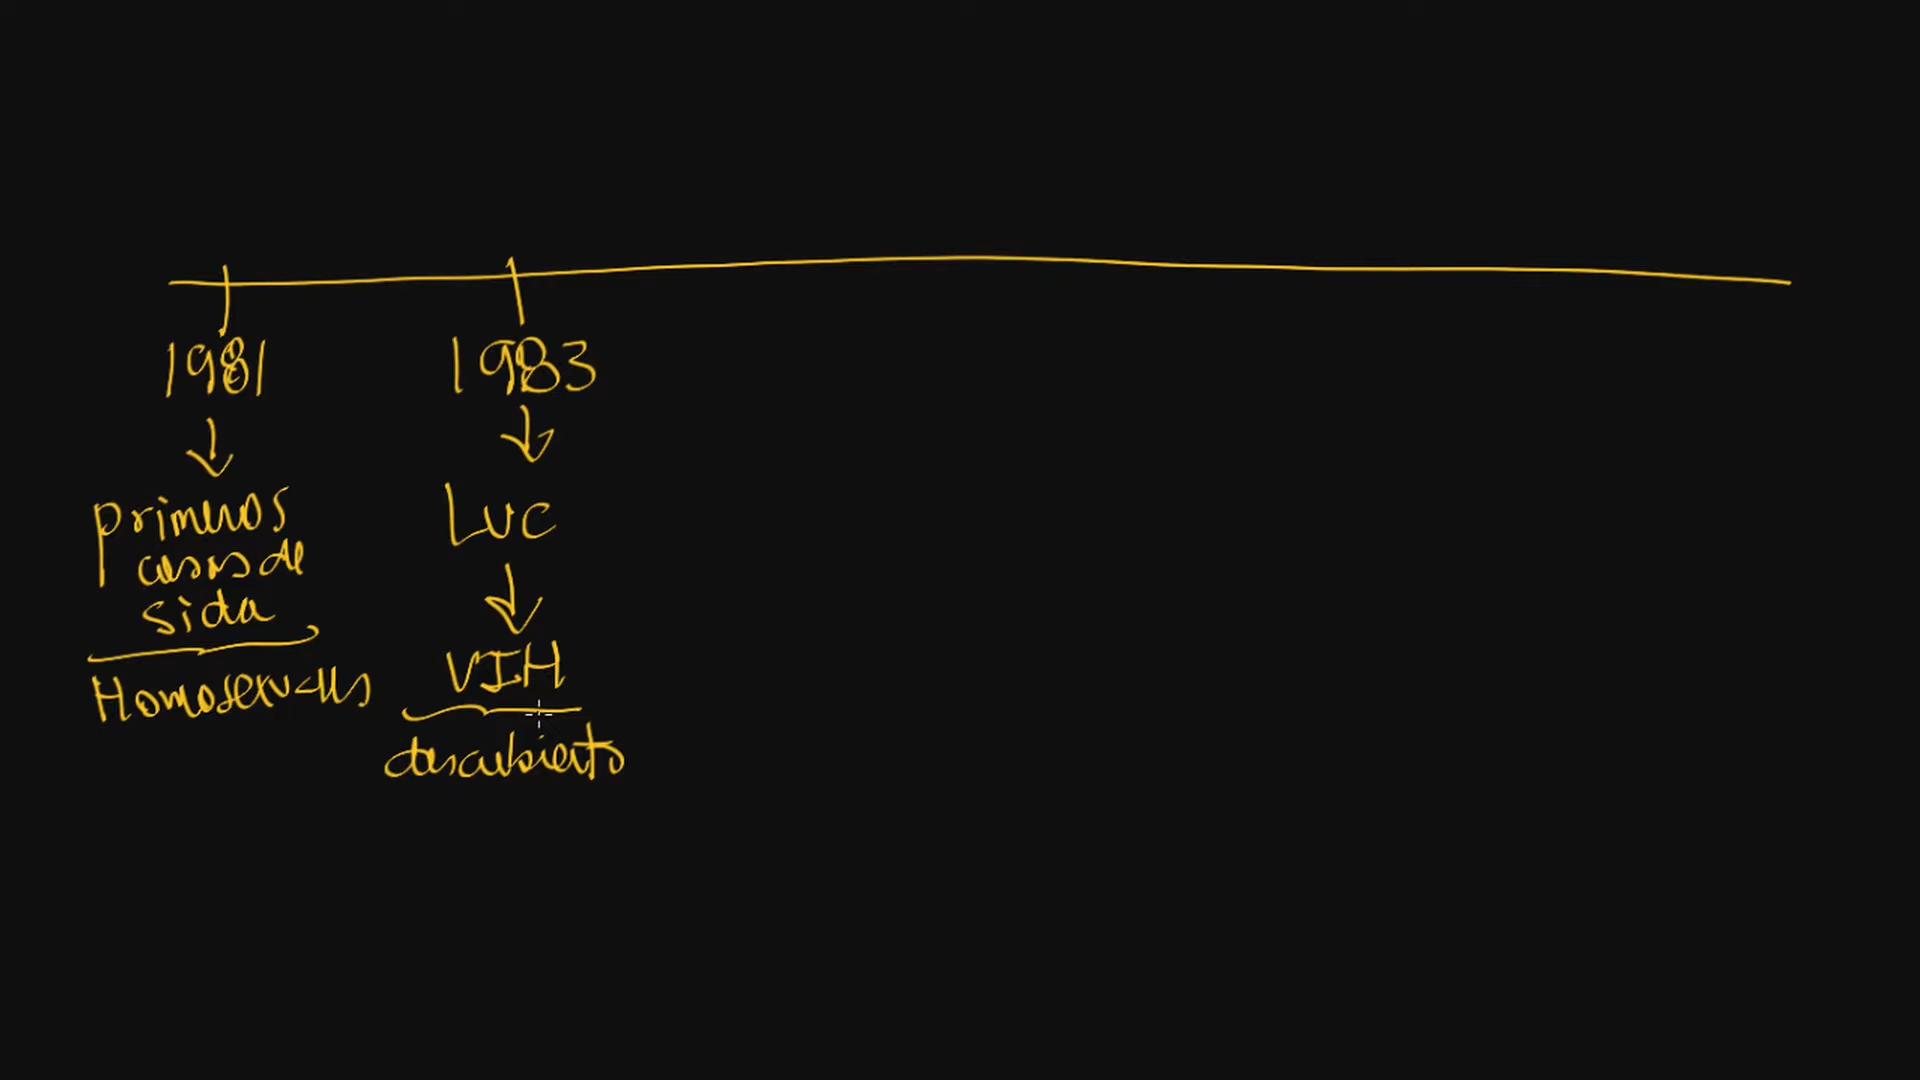 1981
primeros
casos de
sida
Homosexuales
1983
Luc
VIH
descubierto